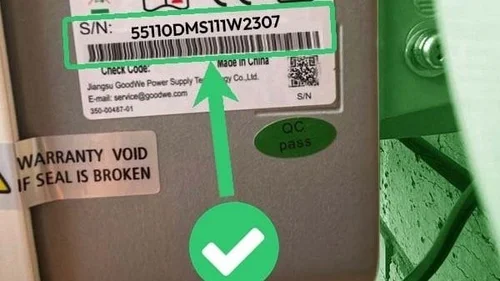 S/N: 55110DMS111W2307
Check Code:
Made in China
Jiangsu GoodWe Power Supply Technology Co., Ltd
E-mail: service@goodwe.com
350-00487-01
S/N
QC
pass
WARRANTY VOID
IF SEAL IS BROKEN